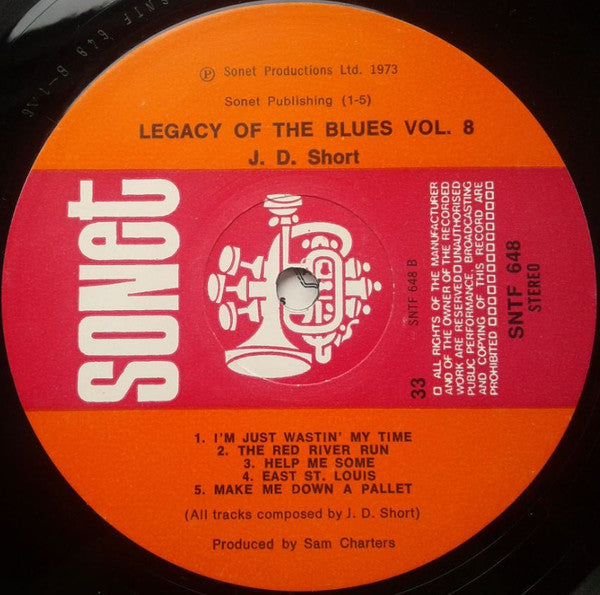 SNTF 648 B-1
℗ Sonet Productions Ltd. 1973
Sonet Publishing (1-5)
LEGACY OF THE BLUES VOL. 8
J. D. Short
SONET
SNTF 648 B
33
□ ALL RIGHTS OF THE MANUFACTURER
AND OF THE OWNER OF THE RECORDED
WORK ARE RESERVED □ UNAUTHORISED
PUBLIC PERFORMANCE, BROADCASTING
AND COPYING OF THIS RECORD ARE
PROHIBITED □□□□□□□□□□□□□□
SNTF 648
STEREO
1. I'M JUST WASTIN' MY TIME
2. THE RED RIVER RUN
3. HELP ME SOME
4. EAST ST. LOUIS
5. MAKE ME DOWN A PALLET
(All tracks composed by J. D. Short)
Produced by Sam Charters